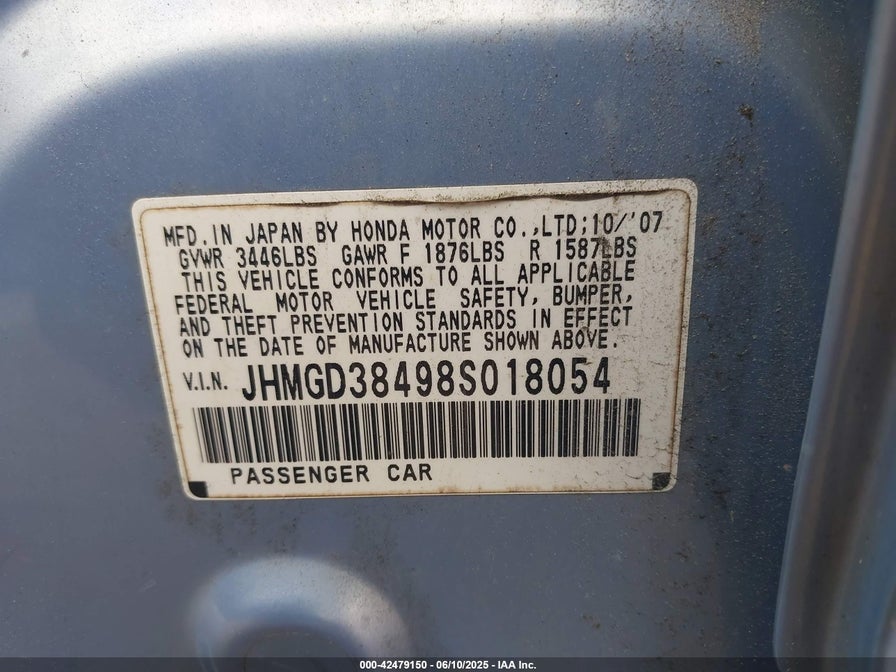 MFD. IN JAPAN BY HONDA MOTOR CO.,LTD; 10/'07
GVWR 3446LBS GAWR F 1876LBS R 1587LBS
THIS VEHICLE CONFORMS TO ALL APPLICABLE
FEDERAL MOTOR VEHICLE SAFETY, BUMPER,
AND THEFT PREVENTION STANDARDS IN EFFECT
ON THE DATE OF MANUFACTURE SHOWN ABOVE.
V.I.N. JHMGD38498S018054
PASSENGER CAR
000-42479150 - 06/10/2025 - IAA Inc.